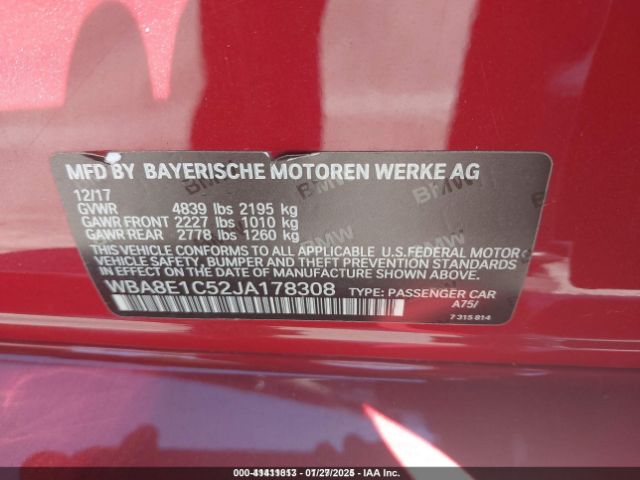 MFD BY BAYERISCHE MOTOREN WERKE AG
12/17
GVWR 4839 lbs 2195 kg
GAWR FRONT 2227 lbs 1010 kg
GAWR REAR 2778 lbs 1260 kg
THIS VEHICLE CONFORMS TO ALL APPLICABLE U.S.FEDERAL MOTOR
VEHICLE SAFETY, BUMPER AND THEFT PREVENTION STANDARDS
IN EFFECT ON THE DATE OF MANUFACTURE SHOWN ABOVE.
WBA8E1C52JA178308 TYPE: PASSENGER CAR
A75/
7 315 814
IAA Inc.